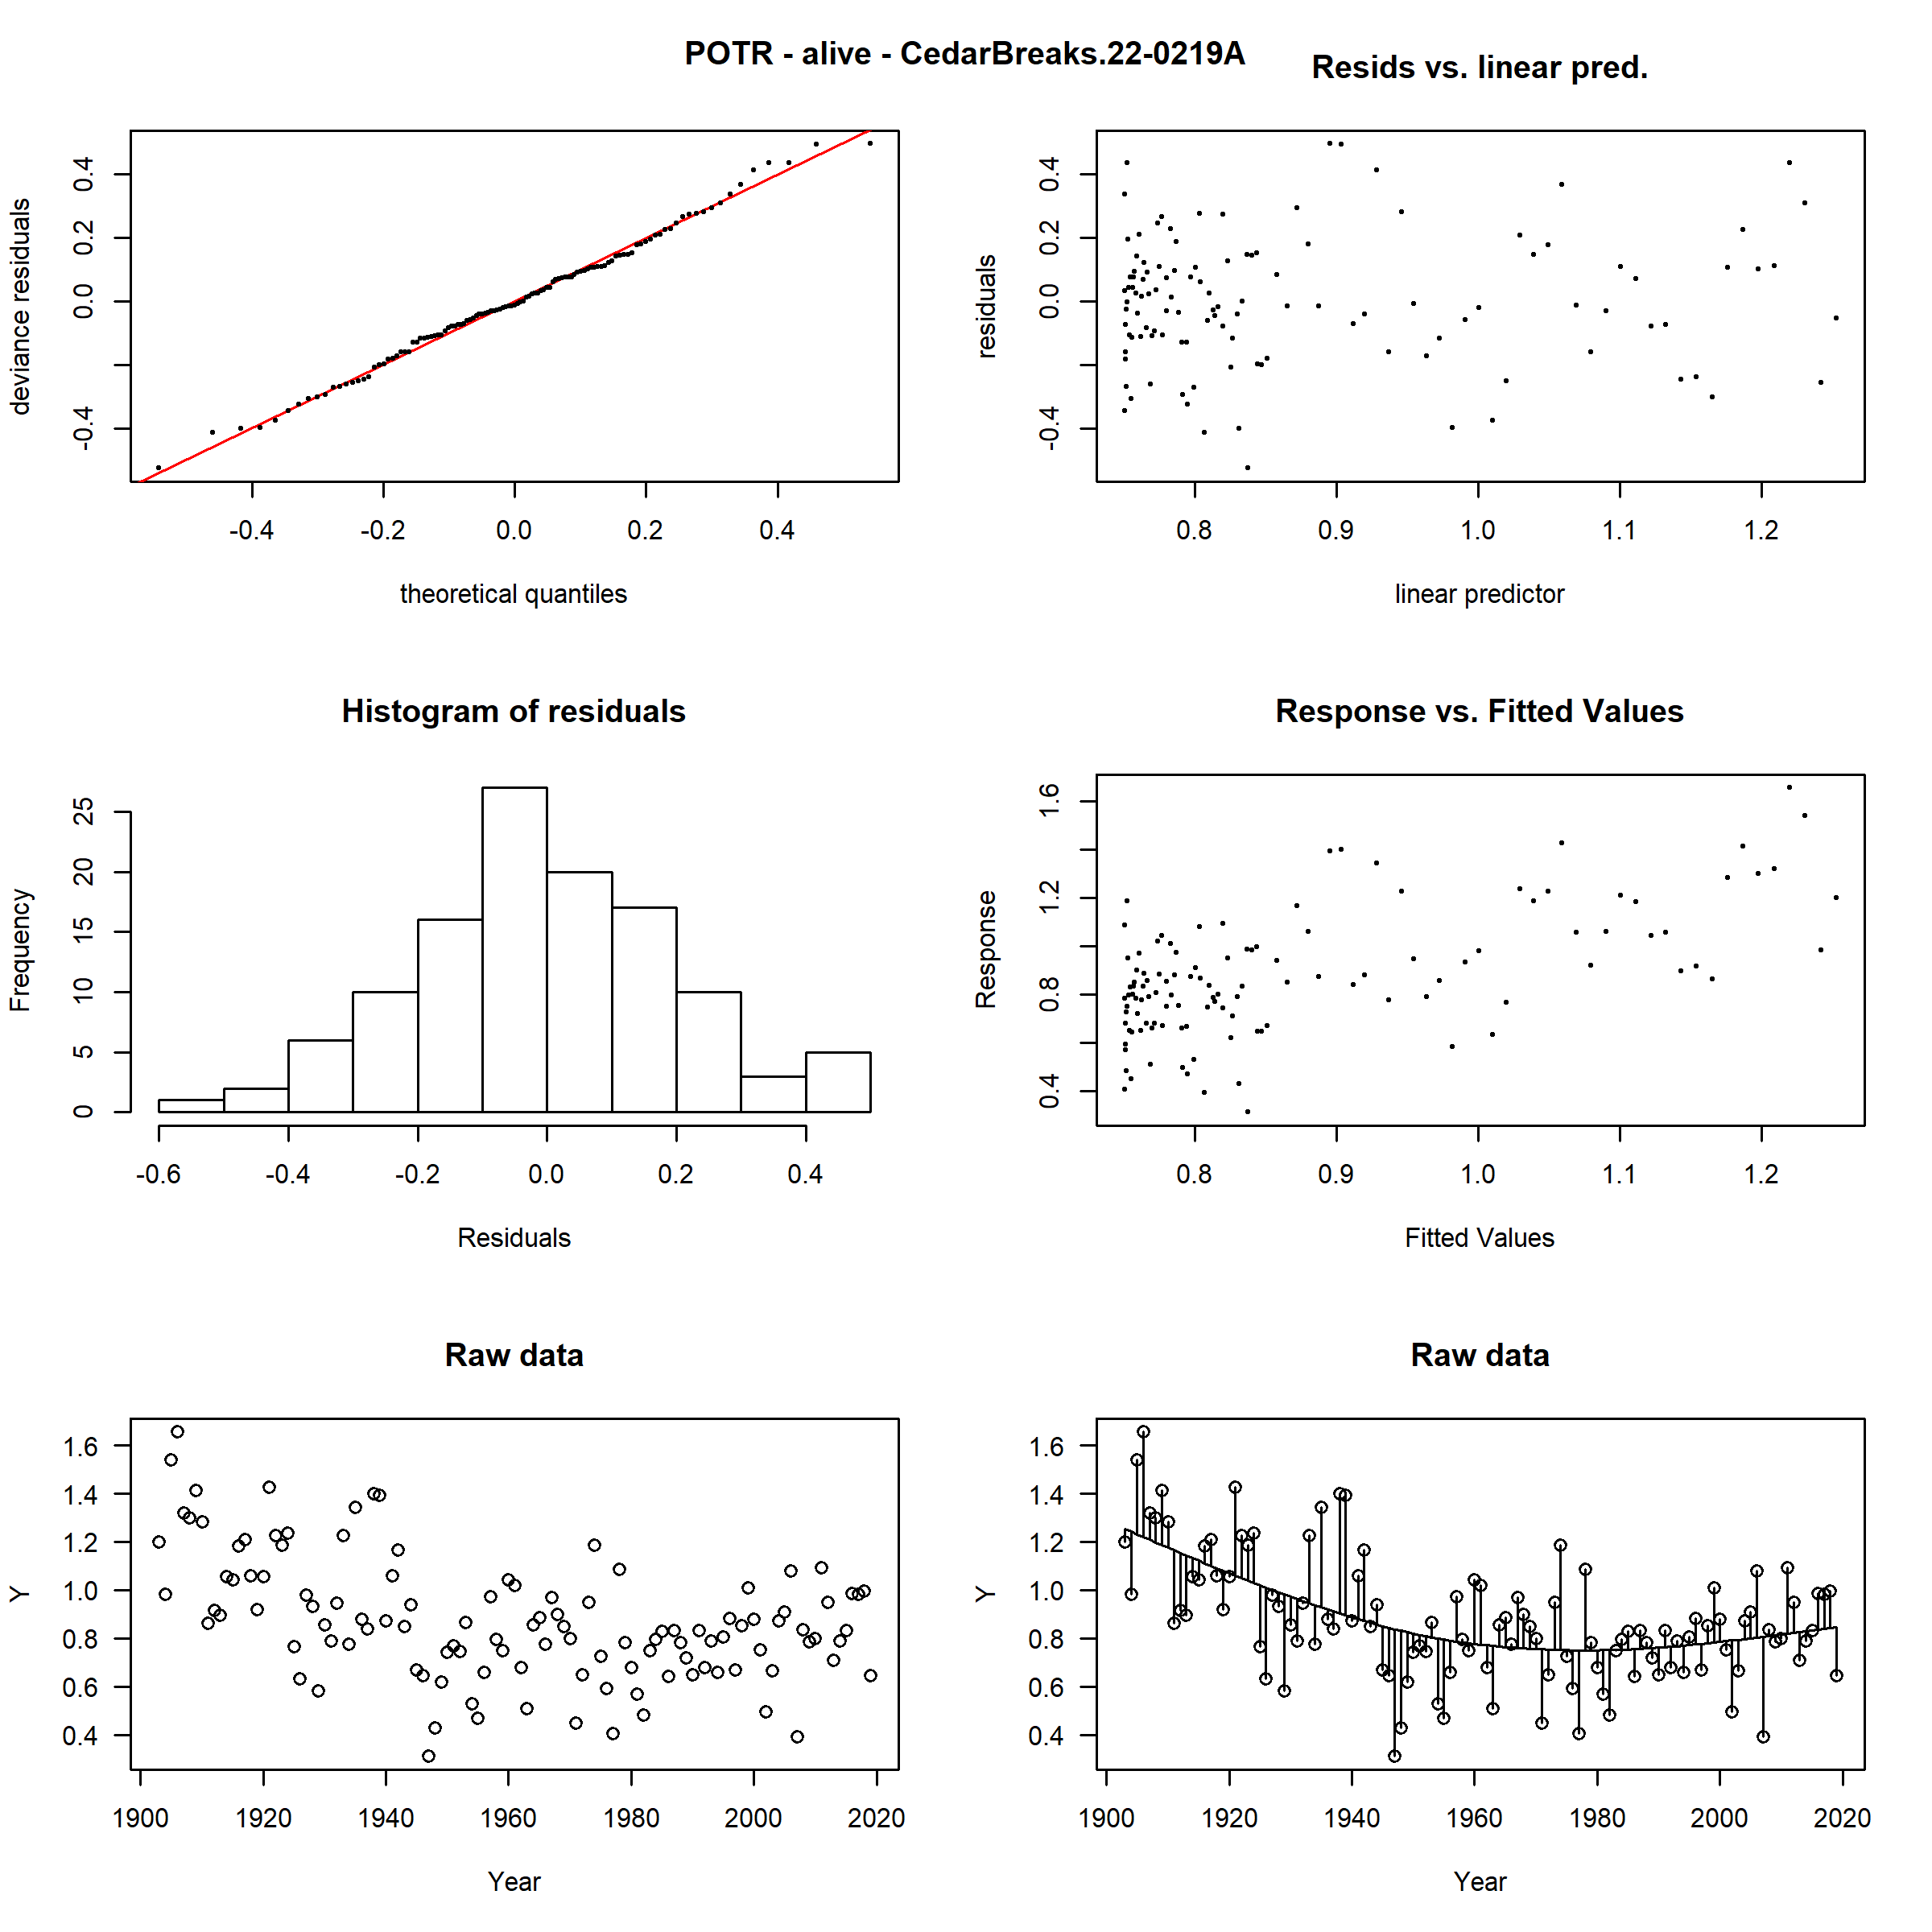 POTR - alive - CedarBreaks.22-0219A
Resids vs. linear pred.
deviance residuals
0.4
0.2
0.0
-0.4
-0.4 -0.2 0.0 0.2 0.4
theoretical quantiles
residuals
0.4
0.2
0.0
-0.4
0.8 0.9 1.0 1.1 1.2
linear predictor
Histogram of residuals
Frequency
25
20
15
10
5
0
-0.6 -0.4 -0.2 0.0 0.2 0.4
Residuals
Response vs. Fitted Values
Response
1.6
1.2
0.8
0.4
0.8 0.9 1.0 1.1 1.2
Fitted Values
Raw data
Y
1.6
1.4
1.2
1.0
0.8
0.6
0.4
1900 1920 1940 1960 1980 2000 2020
Year
Raw data
Y
1.6
1.4
1.2
1.0
0.8
0.6
0.4
1900 1920 1940 1960 1980 2000 2020
Year